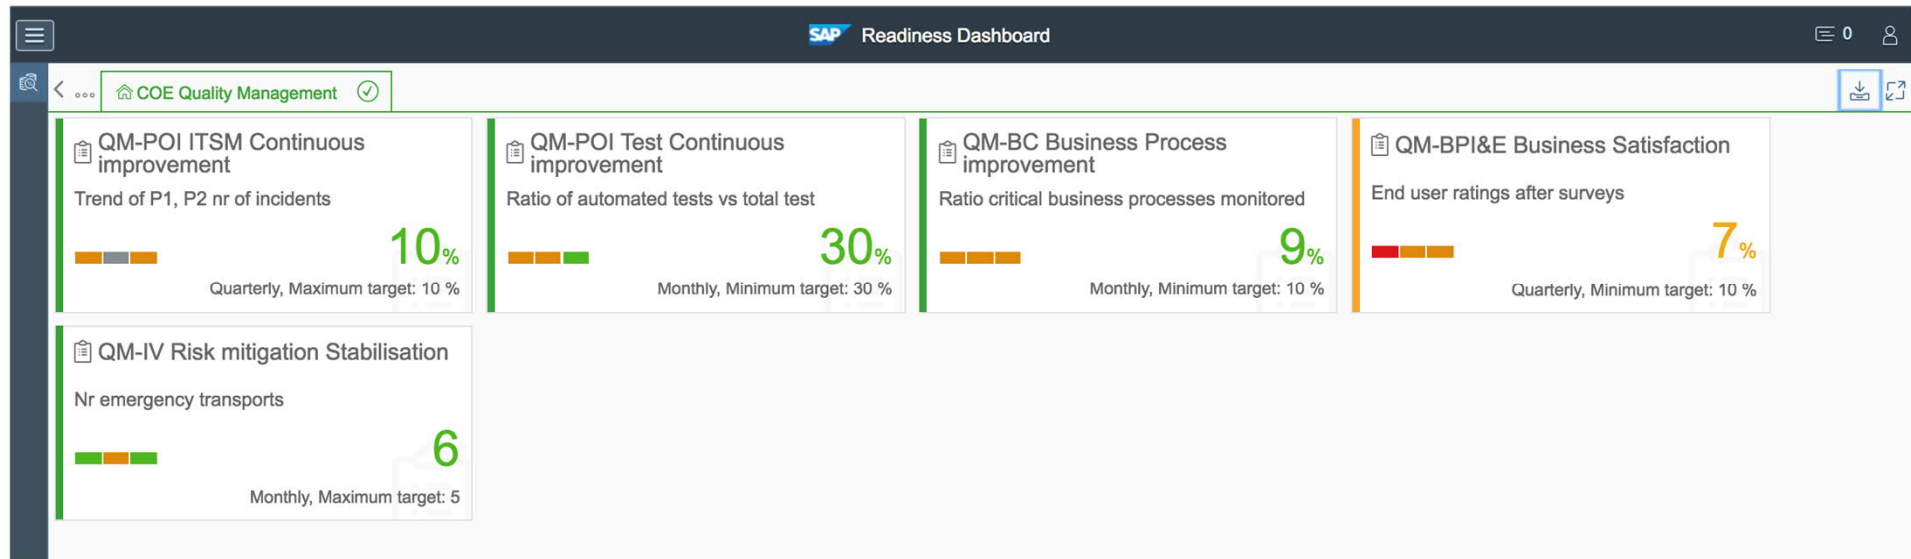 SAP Readiness Dashboard
0
... COE Quality Management
QM-POI ITSM Continuous
improvement
Trend of P1, P2 nr of incidents
10%
Quarterly, Maximum target: 10 %
QM-POI Test Continuous
improvement
Ratio of automated tests vs total test
30%
Monthly, Minimum target: 30 %
QM-BC Business Process
improvement
Ratio critical business processes monitored
9%
Monthly, Minimum target: 10 %
QM-BPI&E Business Satisfaction
End user ratings after surveys
7%
Quarterly, Minimum target: 10 %
QM-IV Risk mitigation Stabilisation
Nr emergency transports
6
Monthly, Maximum target: 5